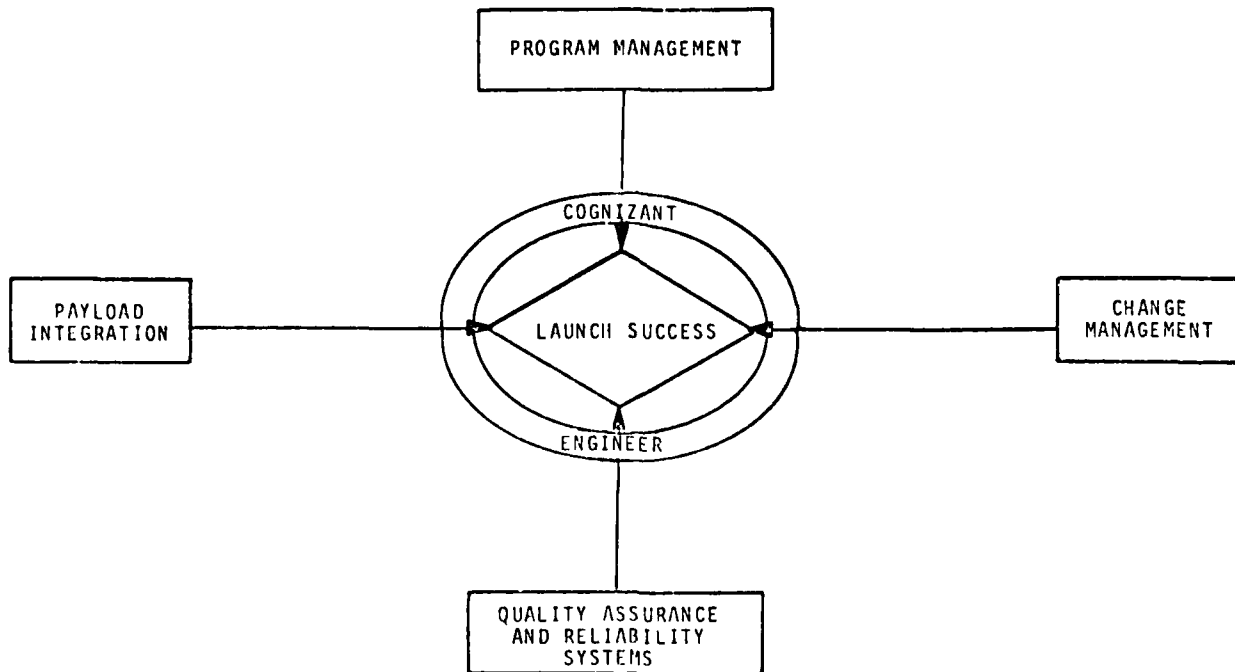 PROGRAM MANAGEMENT
COGNIZANT
PAYLOAD
INTEGRATION
LAUNCH SUCCESS
CHANGE
MANAGEMENT
ENGINEER
QUALITY ASSURANCE
AND RELIABILITY
SYSTEMS